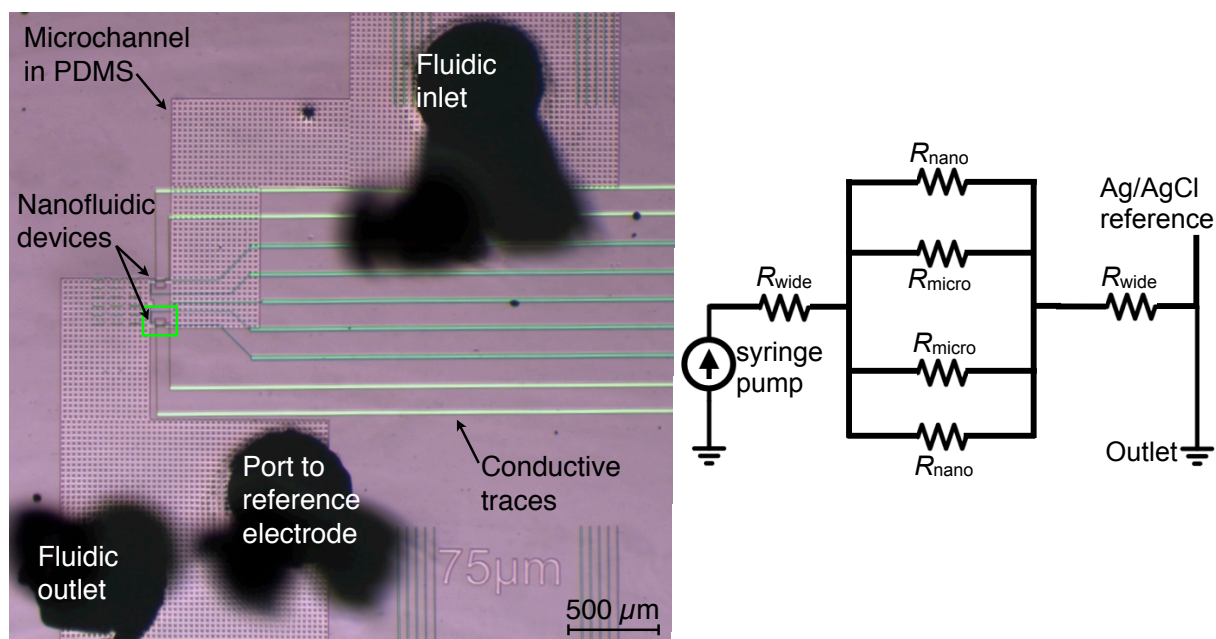 Microchannel
in PDMS
Fluidic
inlet
Nanofluidic
devices
Port to
reference
electrode
Conductive
traces
Fluidic
outlet
75μm
500 μm
Rnano
Rmicro
Rwide
syringe
pump
Rmicro
Rnano
Ag/AgCl
reference
Rwide
Outlet